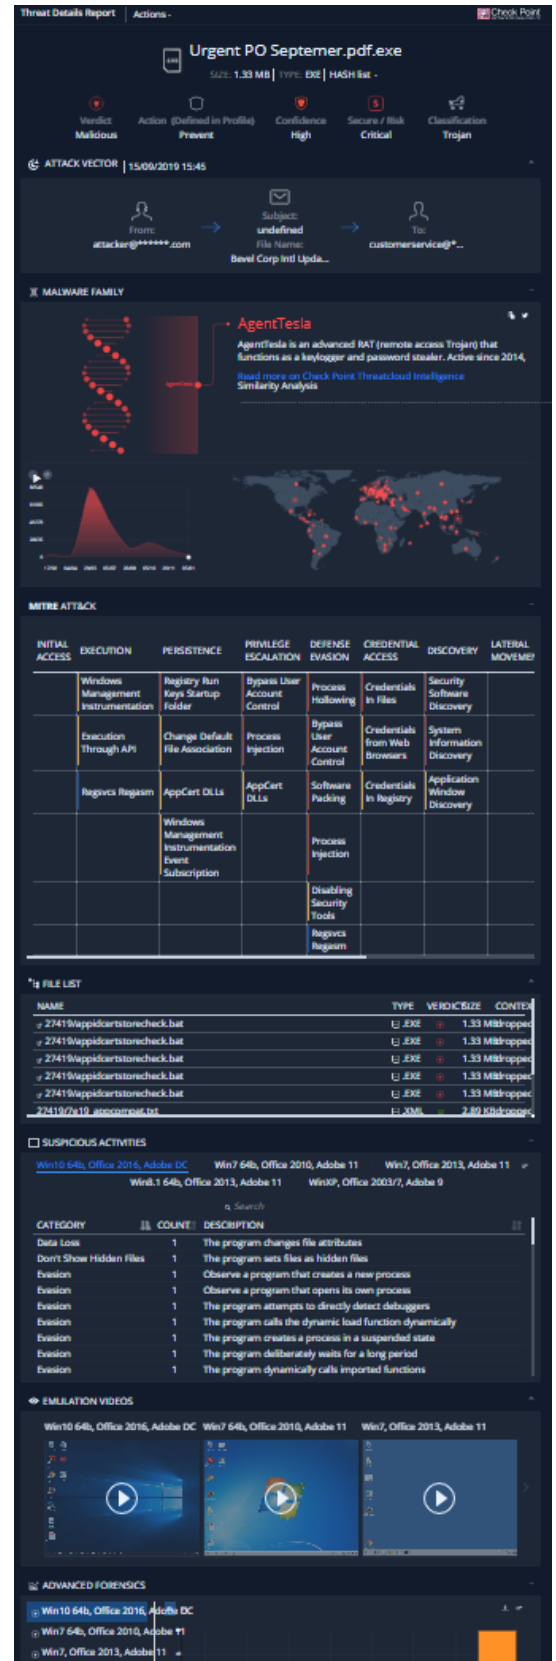 Threat Details Report Actions -
Check Point
Urgent PO Septemer.pdf.exe
SIZE: 1.33 MB | TYPE: EXE | HASH list -
Verdict Action (Defined in Profile) Confidence Secure / Risk Classification
Malicious Prevent High Critical Trojan
ATTACK VECTOR | 15/09/2019 15:45
From:
attacker@******.com
Subject:
undefined
File Name:
Bevel Corp Intl Upda...
To:
customerservice@*...
MALWARE FAMILY
AgentTesla
AgentTesla is an advanced RAT (remote access Trojan) that
functions as a keylogger and password stealer. Active since 2014,
Read more on Check Point Threatcloud Intelligence
Similarity Analysis
AgentTesla
MITRE ATT&CK
INITIAL ACCESS EXECUTION PERSISTENCE PRIVILEGE ESCALATION DEFENSE EVASION CREDENTIAL ACCESS DISCOVERY LATERAL
Windows Management Instrumentation Registry Run Keys Startup Folder Bypass User Account Control Process Hollowing Credentials In Files Security Software Discovery
Execution Through API Change Default File Association Process Injection Bypass User Account Control Credentials from Web Browsers System Information Discovery
Regsvcs Regasm AppCert DLLs AppCert DLLs Software Packing Credentials In Registry Application Window Discovery
Windows Management Instrumentation Event Subscription Process Injection
Disabling Security Tools
Regsvcs Regasm
FILE LIST
NAME TYPE VERDICT SIZE CONTEX
27419/appidcertstorecheck.bat .EXE 1.33 MB dropped
27419/appidcertstorecheck.bat .EXE 1.33 MB dropped
27419/appidcertstorecheck.bat .EXE 1.33 MB dropped
27419/appidcertstorecheck.bat .EXE 1.33 MB dropped
27419/appidcertstorecheck.bat .EXE 1.33 MB dropped
27419/7e19_appcompat.txt .XML 2.89 KB dropped
SUSPICIOUS ACTIVITIES
Win10 64b, Office 2016, Adobe DC Win7 64b, Office 2010, Adobe 11 Win7, Office 2013, Adobe 11
Win8.1 64b, Office 2013, Adobe 11 WinXP, Office 2003/7, Adobe 9
Search
CATEGORY COUNT DESCRIPTION
Data Loss 1 The program changes file attributes
Don't Show Hidden Files 1 The program sets files as hidden files
Evasion 1 Observe a program that creates a new process
Evasion 1 Observe a program that opens its own process
Evasion 1 The program attempts to directly detect debuggers
Evasion 1 The program calls the dynamic load function dynamically
Evasion 1 The program creates a process in a suspended state
Evasion 1 The program deliberately waits for a long period
Evasion 1 The program dynamically calls imported functions
EMULATION VIDEOS
Win10 64b, Office 2016, Adobe DC Win7 64b, Office 2010, Adobe 11 Win7, Office 2013, Adobe 11
ADVANCED FORENSICS
Win10 64b, Office 2016, Adobe DC
Win7 64b, Office 2010, Adobe 11
Win7, Office 2013, Adobe 11